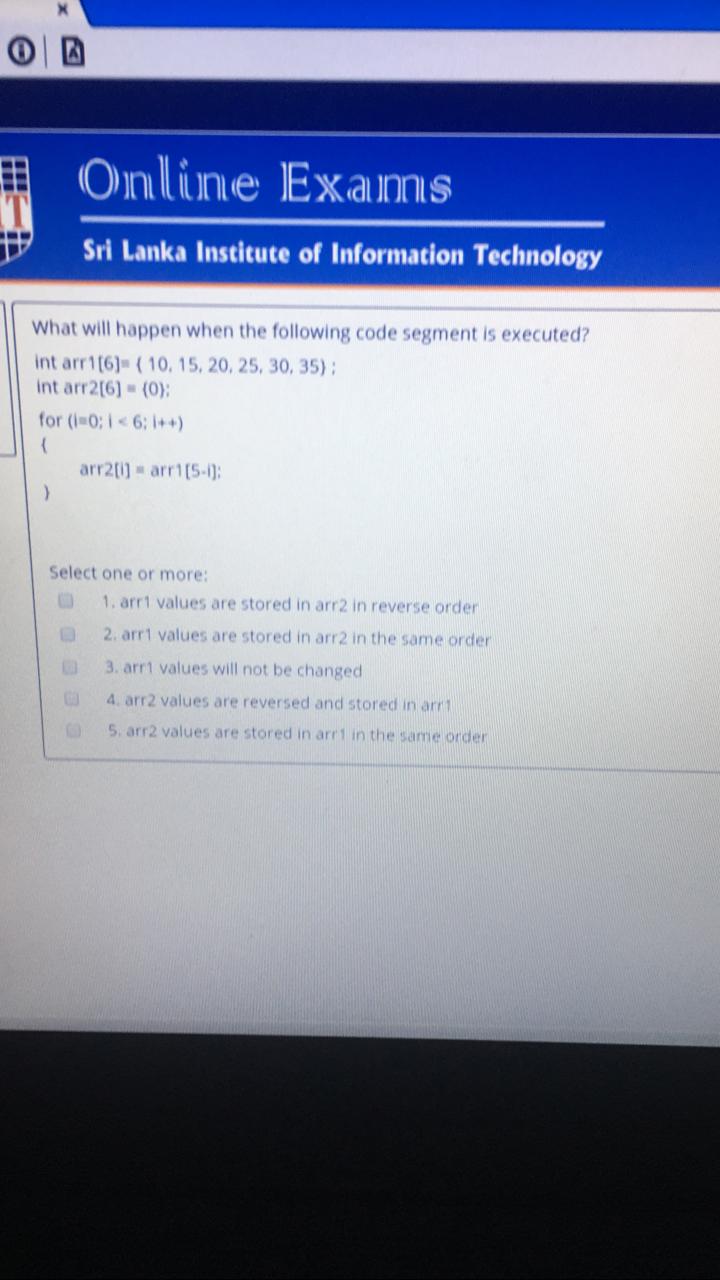 IT
Online Exams
Sri Lanka Institute of Information Technology
What will happen when the following code segment is executed?
int arr1[6]= { 10, 15, 20, 25, 30, 35} ;
int arr2[6] = {0};
for (i=0; i < 6; i++)
{
arr2[i] = arr1[5-i];
}
Select one or more:
1. arr1 values are stored in arr2 in reverse order
2. arr1 values are stored in arr2 in the same order
3. arr1 values will not be changed
4. arr2 values are reversed and stored in arr1
5. arr2 values are stored in arr1 in the same order